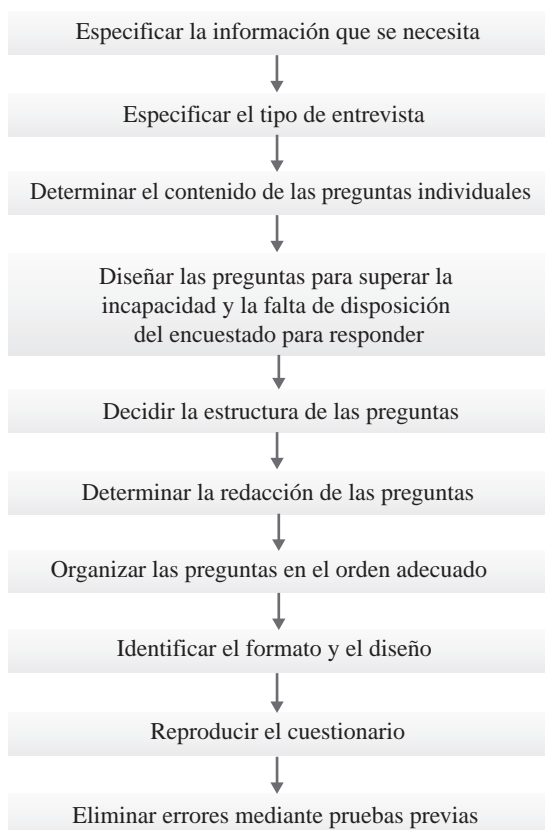 Especificar la información que se necesita
Especificar el tipo de entrevista
Determinar el contenido de las preguntas individuales
Diseñar las preguntas para superar la
incapacidad y la falta de disposición
del encuestado para responder
Decidir la estructura de las preguntas
Determinar la redacción de las preguntas
Organizar las preguntas en el orden adecuado
Identificar el formato y el diseño
Reproducir el cuestionario
Eliminar errores mediante pruebas previas